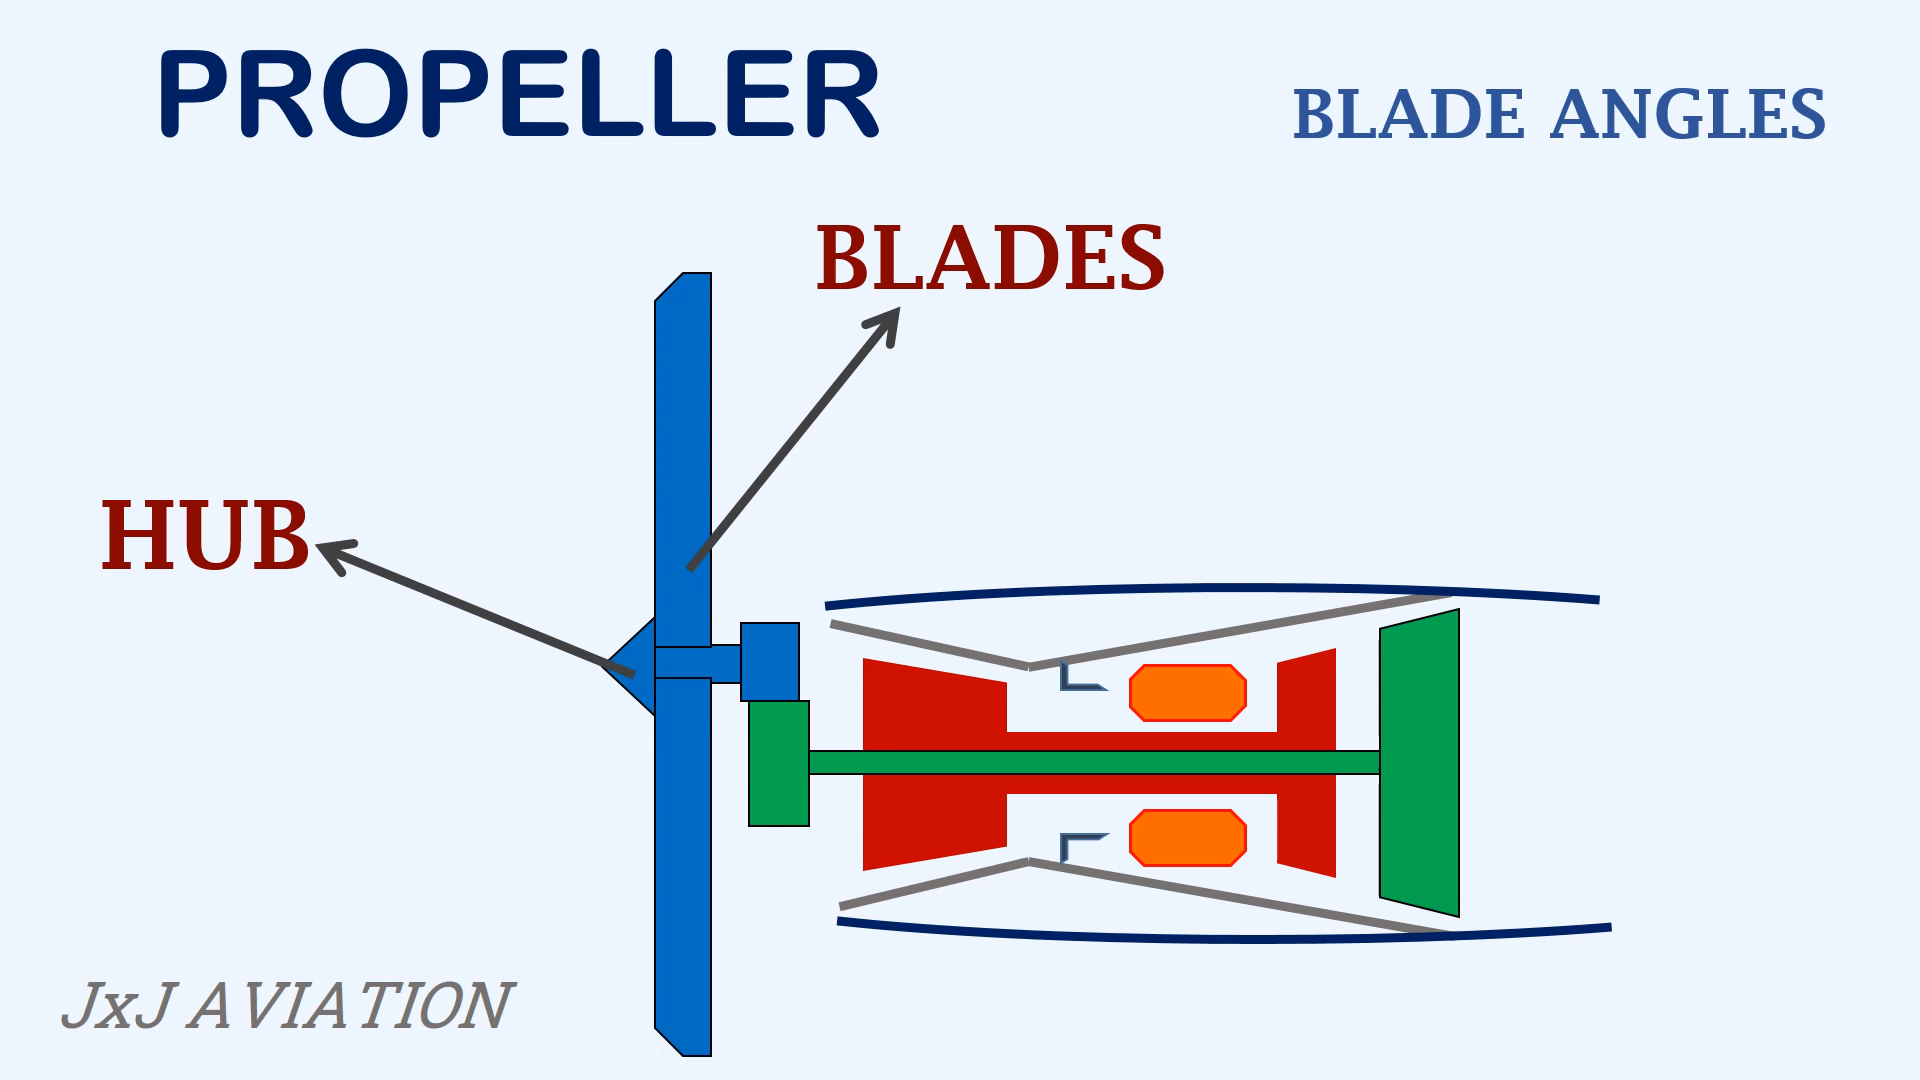 PROPELLER
BLADE ANGLES
BLADES
HUB
JxJ AVIATION